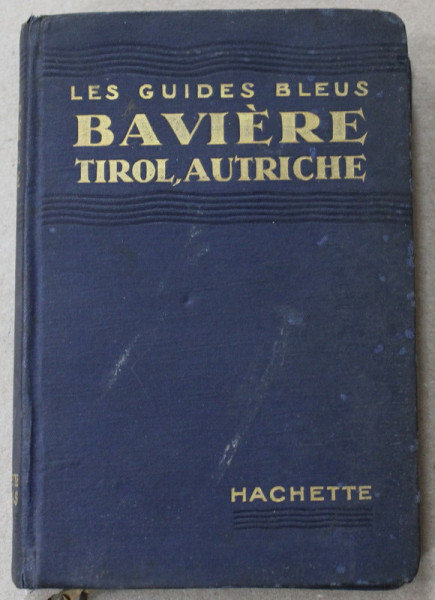 LES GUIDES BLEUS
BAVIÈRE
TIROL, AUTRICHE
HACHETTE